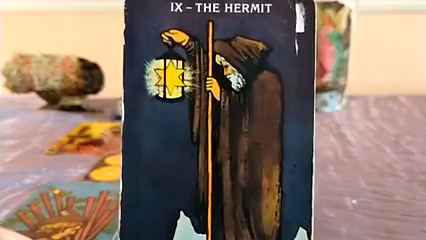 IX – THE HERMIT